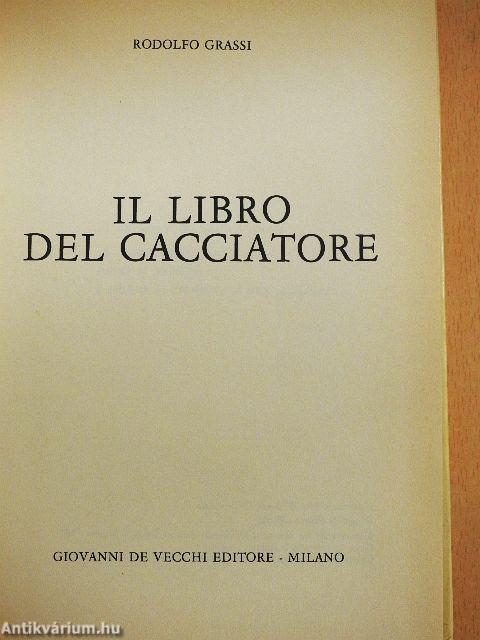 RODOLFO GRASSI
IL LIBRO
DEL CACCIATORE
GIOVANNI DE VECCHI EDITORE - MILANO
Antikvárium.hu